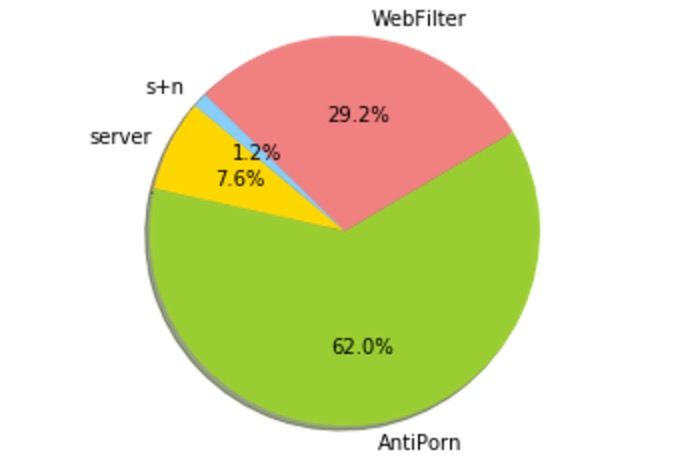 WebFilter
s+n
29.2%
server
1.2%
7.6%
62.0%
AntiPorn